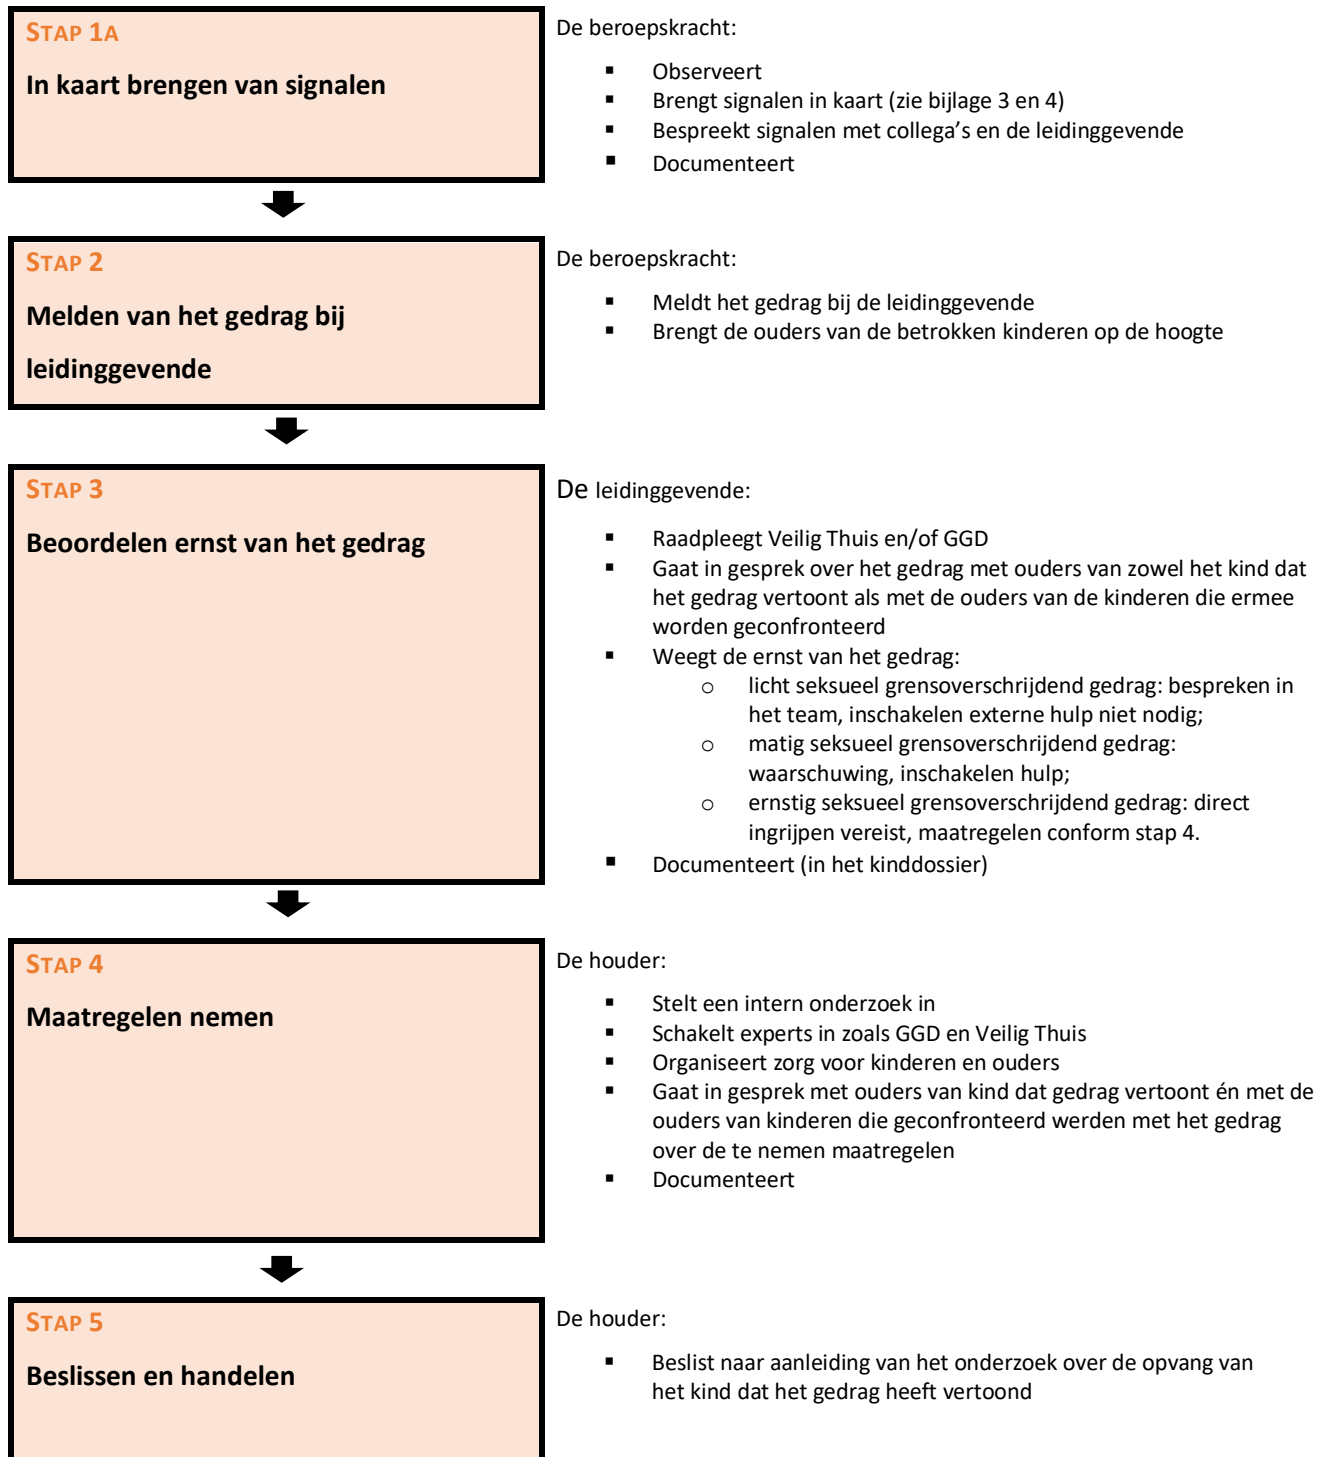 STAP 1A
In kaart brengen van signalen
De beroepskracht:
▪ Observeert
▪ Brengt signalen in kaart (zie bijlage 3 en 4)
▪ Bespreekt signalen met collega's en de leidinggevende
▪ Documenteert
STAP 2
Melden van het gedrag bij
leidinggevende
De beroepskracht:
▪ Meldt het gedrag bij de leidinggevende
▪ Brengt de ouders van de betrokken kinderen op de hoogte
STAP 3
Beoordelen ernst van het gedrag
De leidinggevende:
▪ Raadpleegt Veilig Thuis en/of GGD
▪ Gaat in gesprek over het gedrag met ouders van zowel het kind dat
het gedrag vertoont als met de ouders van de kinderen die ermee
worden geconfronteerd
▪ Weegt de ernst van het gedrag:
o licht seksueel grensoverschrijdend gedrag: bespreken in
het team, inschakelen externe hulp niet nodig;
o matig seksueel grensoverschrijdend gedrag:
waarschuwing, inschakelen hulp;
o ernstig seksueel grensoverschrijdend gedrag: direct
ingrijpen vereist, maatregelen conform stap 4.
▪ Documenteert (in het kinddossier)
STAP 4
Maatregelen nemen
De houder:
▪ Stelt een intern onderzoek in
▪ Schakelt experts in zoals GGD en Veilig Thuis
▪ Organiseert zorg voor kinderen en ouders
▪ Gaat in gesprek met ouders van kind dat gedrag vertoont én met de
ouders van kinderen die geconfronteerd werden met het gedrag
over de te nemen maatregelen
▪ Documenteert
STAP 5
Beslissen en handelen
De houder:
▪ Beslist naar aanleiding van het onderzoek over de opvang van
het kind dat het gedrag heeft vertoond